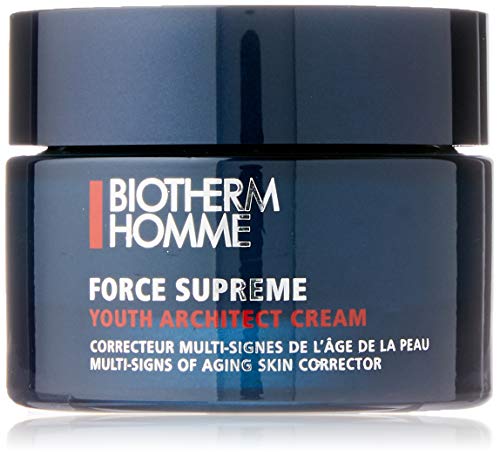 BIOTHERM
HOMME
FORCE SUPREME
YOUTH ARCHITECT CREAM
CORRECTEUR MULTI-SIGNES DE L'ÂGE DE LA PEAU
MULTI-SIGNS OF AGING SKIN CORRECTOR